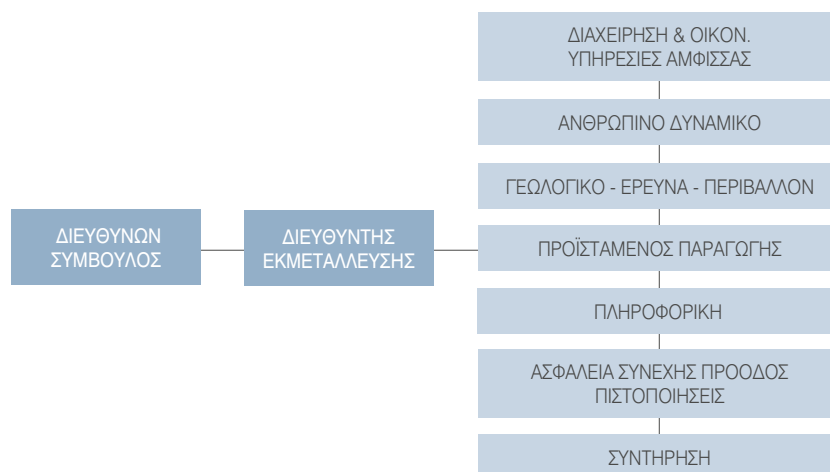 ΔΙΕΥΘΥΝΩΝ
ΣΥΜΒΟΥΛΟΣ
ΔΙΕΥΘΥΝΤΗΣ
ΕΚΜΕΤΑΛΛΕΥΣΗΣ
ΔΙΑΧΕΙΡΗΣΗ & ΟΙΚΟΝ.
ΥΠΗΡΕΣΙΕΣ ΑΜΦΙΣΣΑΣ
ΑΝΘΡΩΠΙΝΟ ΔΥΝΑΜΙΚΟ
ΓΕΩΛΟΓΙΚΟ - ΕΡΕΥΝΑ - ΠΕΡΙΒΑΛΛΟΝ
ΠΡΟΪΣΤΑΜΕΝΟΣ ΠΑΡΑΓΩΓΗΣ
ΠΛΗΡΟΦΟΡΙΚΗ
ΑΣΦΑΛΕΙΑ ΣΥΝΕΧΗΣ ΠΡΟΟΔΟΣ
ΠΙΣΤΟΠΟΙΗΣΕΙΣ
ΣΥΝΤΗΡΗΣΗ